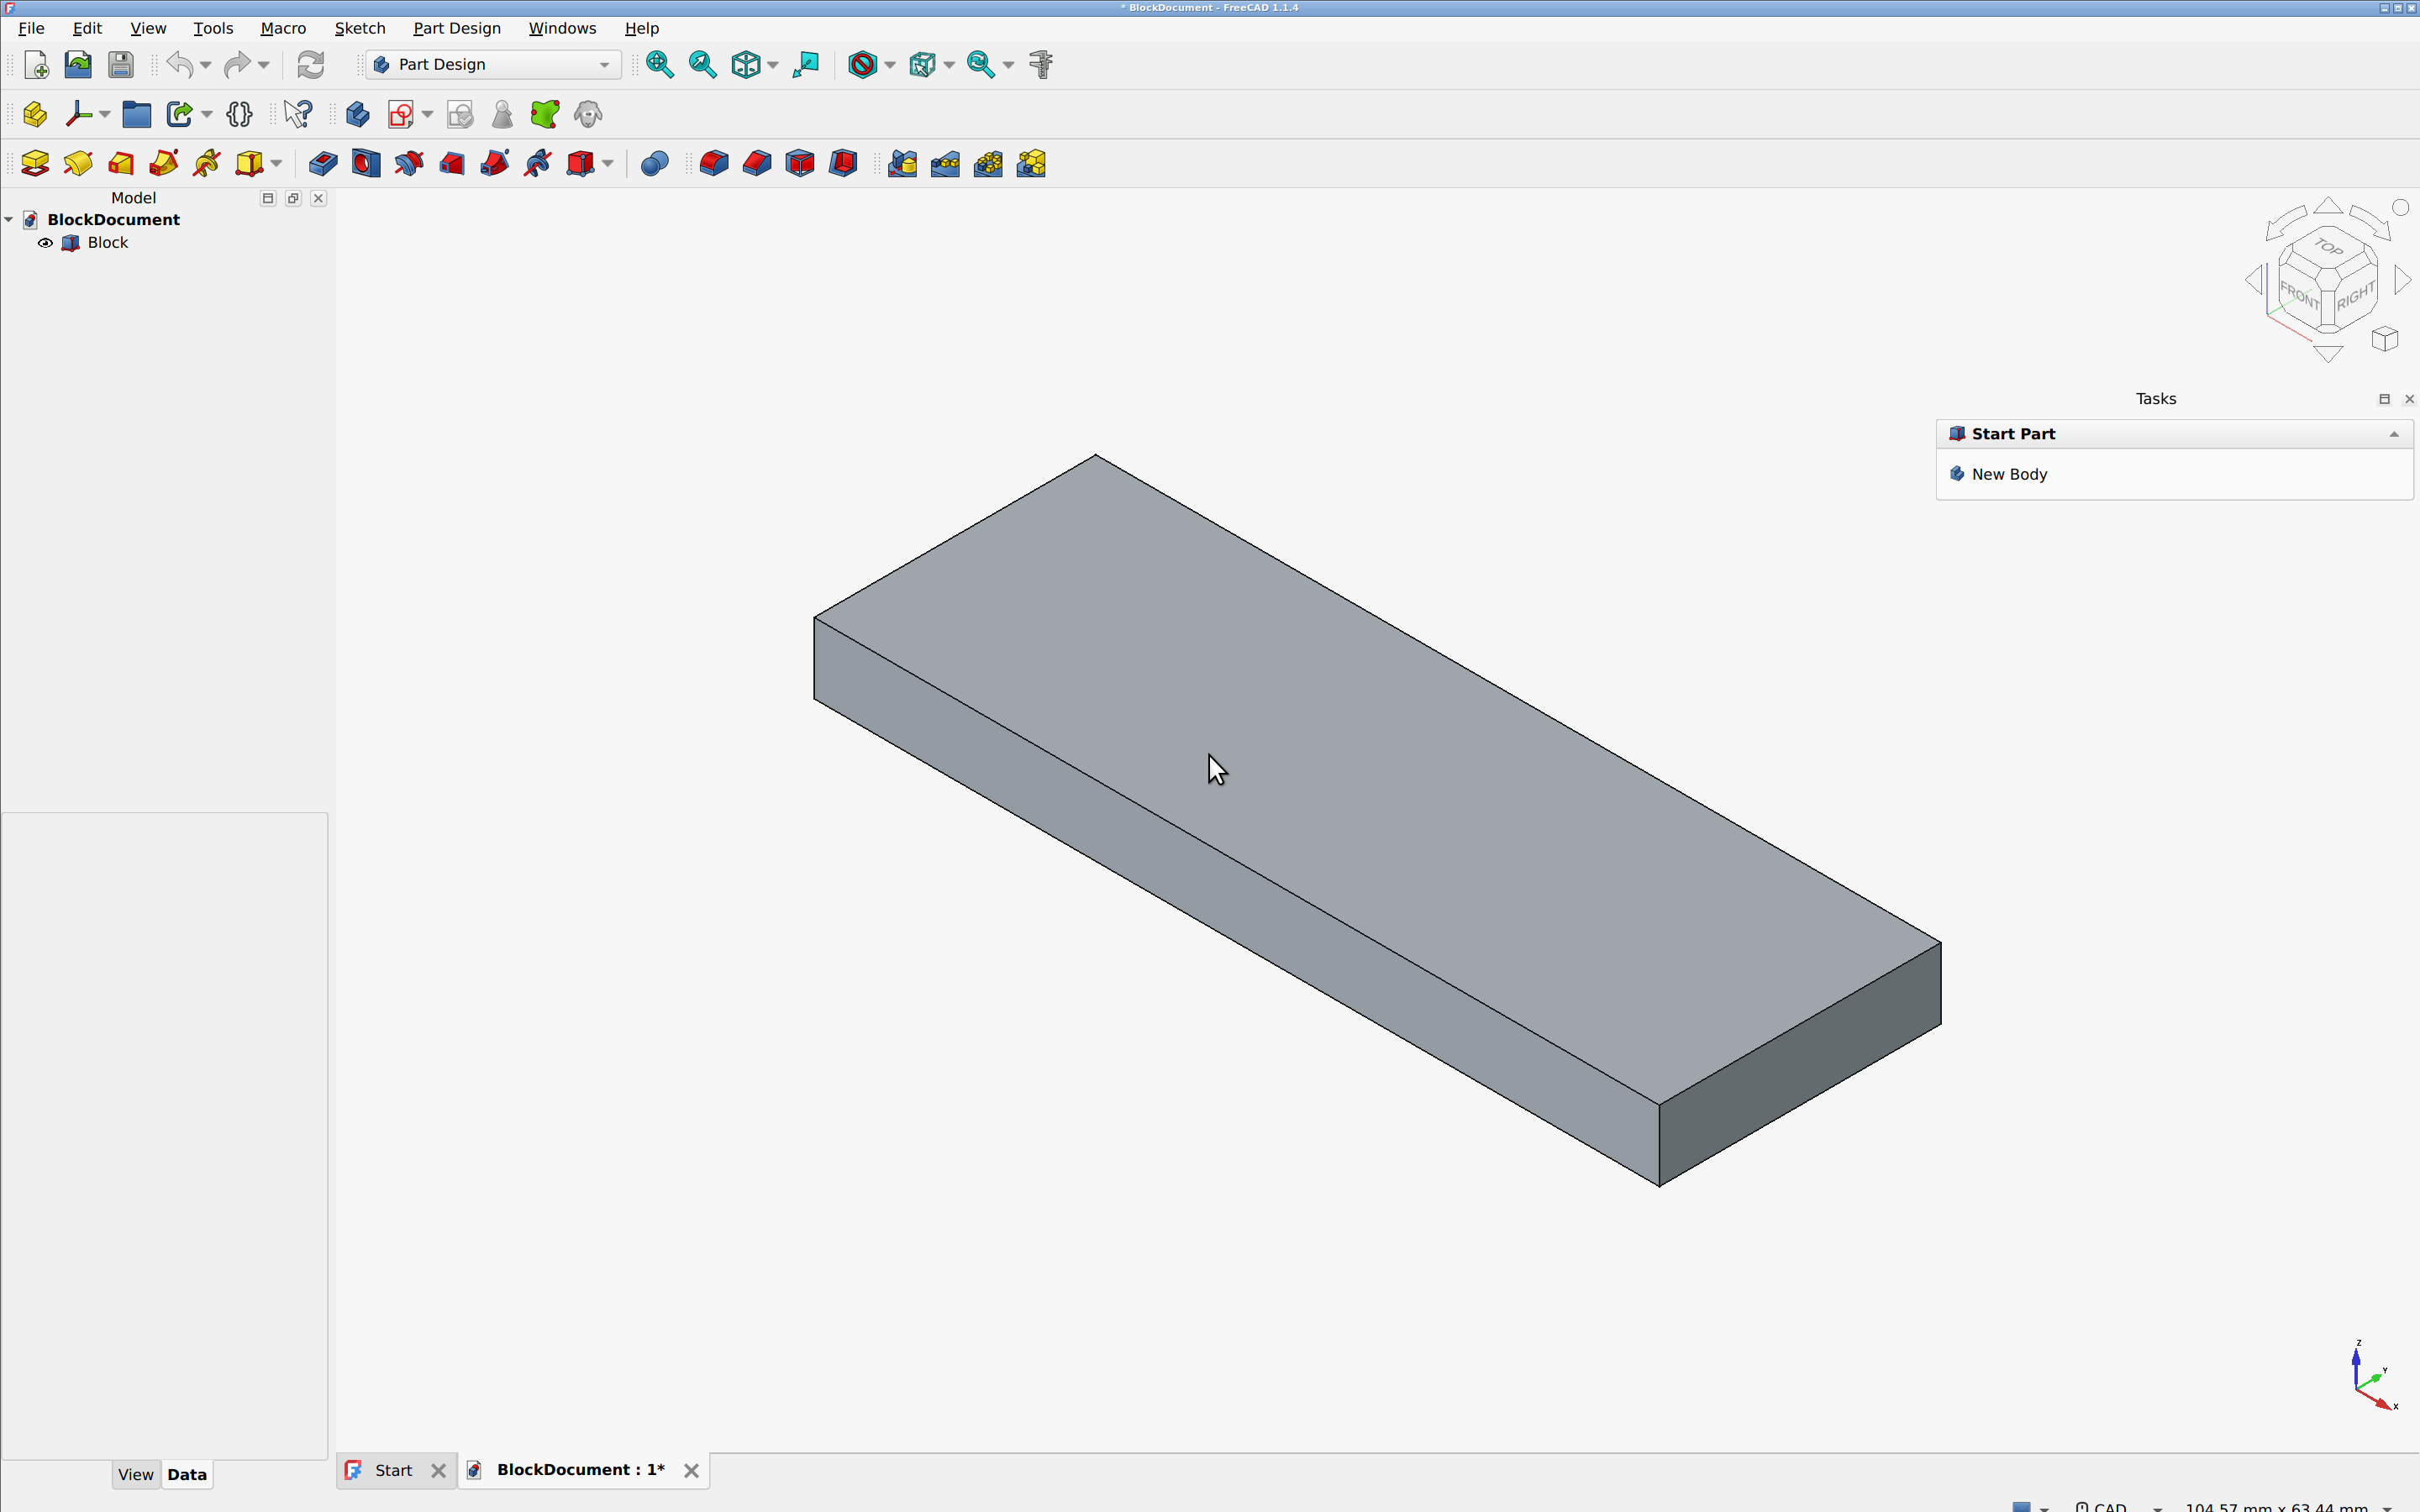 * BlockDocument - FreeCAD 1.1.4
File Edit View Tools Macro Sketch Part Design Windows Help
Part Design
Model
BlockDocument
Block
TOP
FRONT
RIGHT
Tasks
Start Part
New Body
Z
Y
X
View
Data
Start
BlockDocument : 1*
CAD
104.57 mm x 63.44 mm